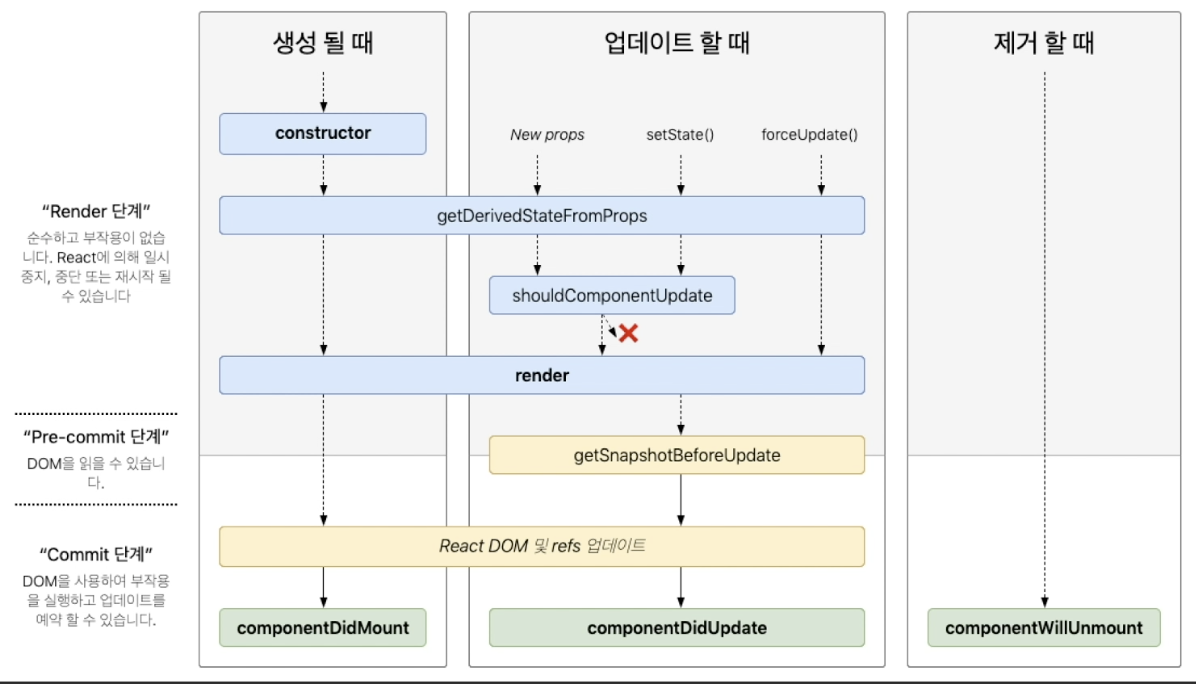 생성 될 때
업데이트 할 때
제거 할 때
constructor
New props
setState()
forceUpdate()
“Render 단계”
순수하고 부작용이 없습
니다. React에 의해 일시
중지, 중단 또는 재시작 될
수 있습니다
getDerivedStateFromProps
shouldComponentUpdate
render
“Pre-commit 단계”
DOM을 읽을 수 있습니
다.
getSnapshotBeforeUpdate
“Commit 단계”
DOM을 사용하여 부작용
을 실행하고 업데이트를
예약 할 수 있습니다.
React DOM 및 refs 업데이트
componentDidMount
componentDidUpdate
componentWillUnmount